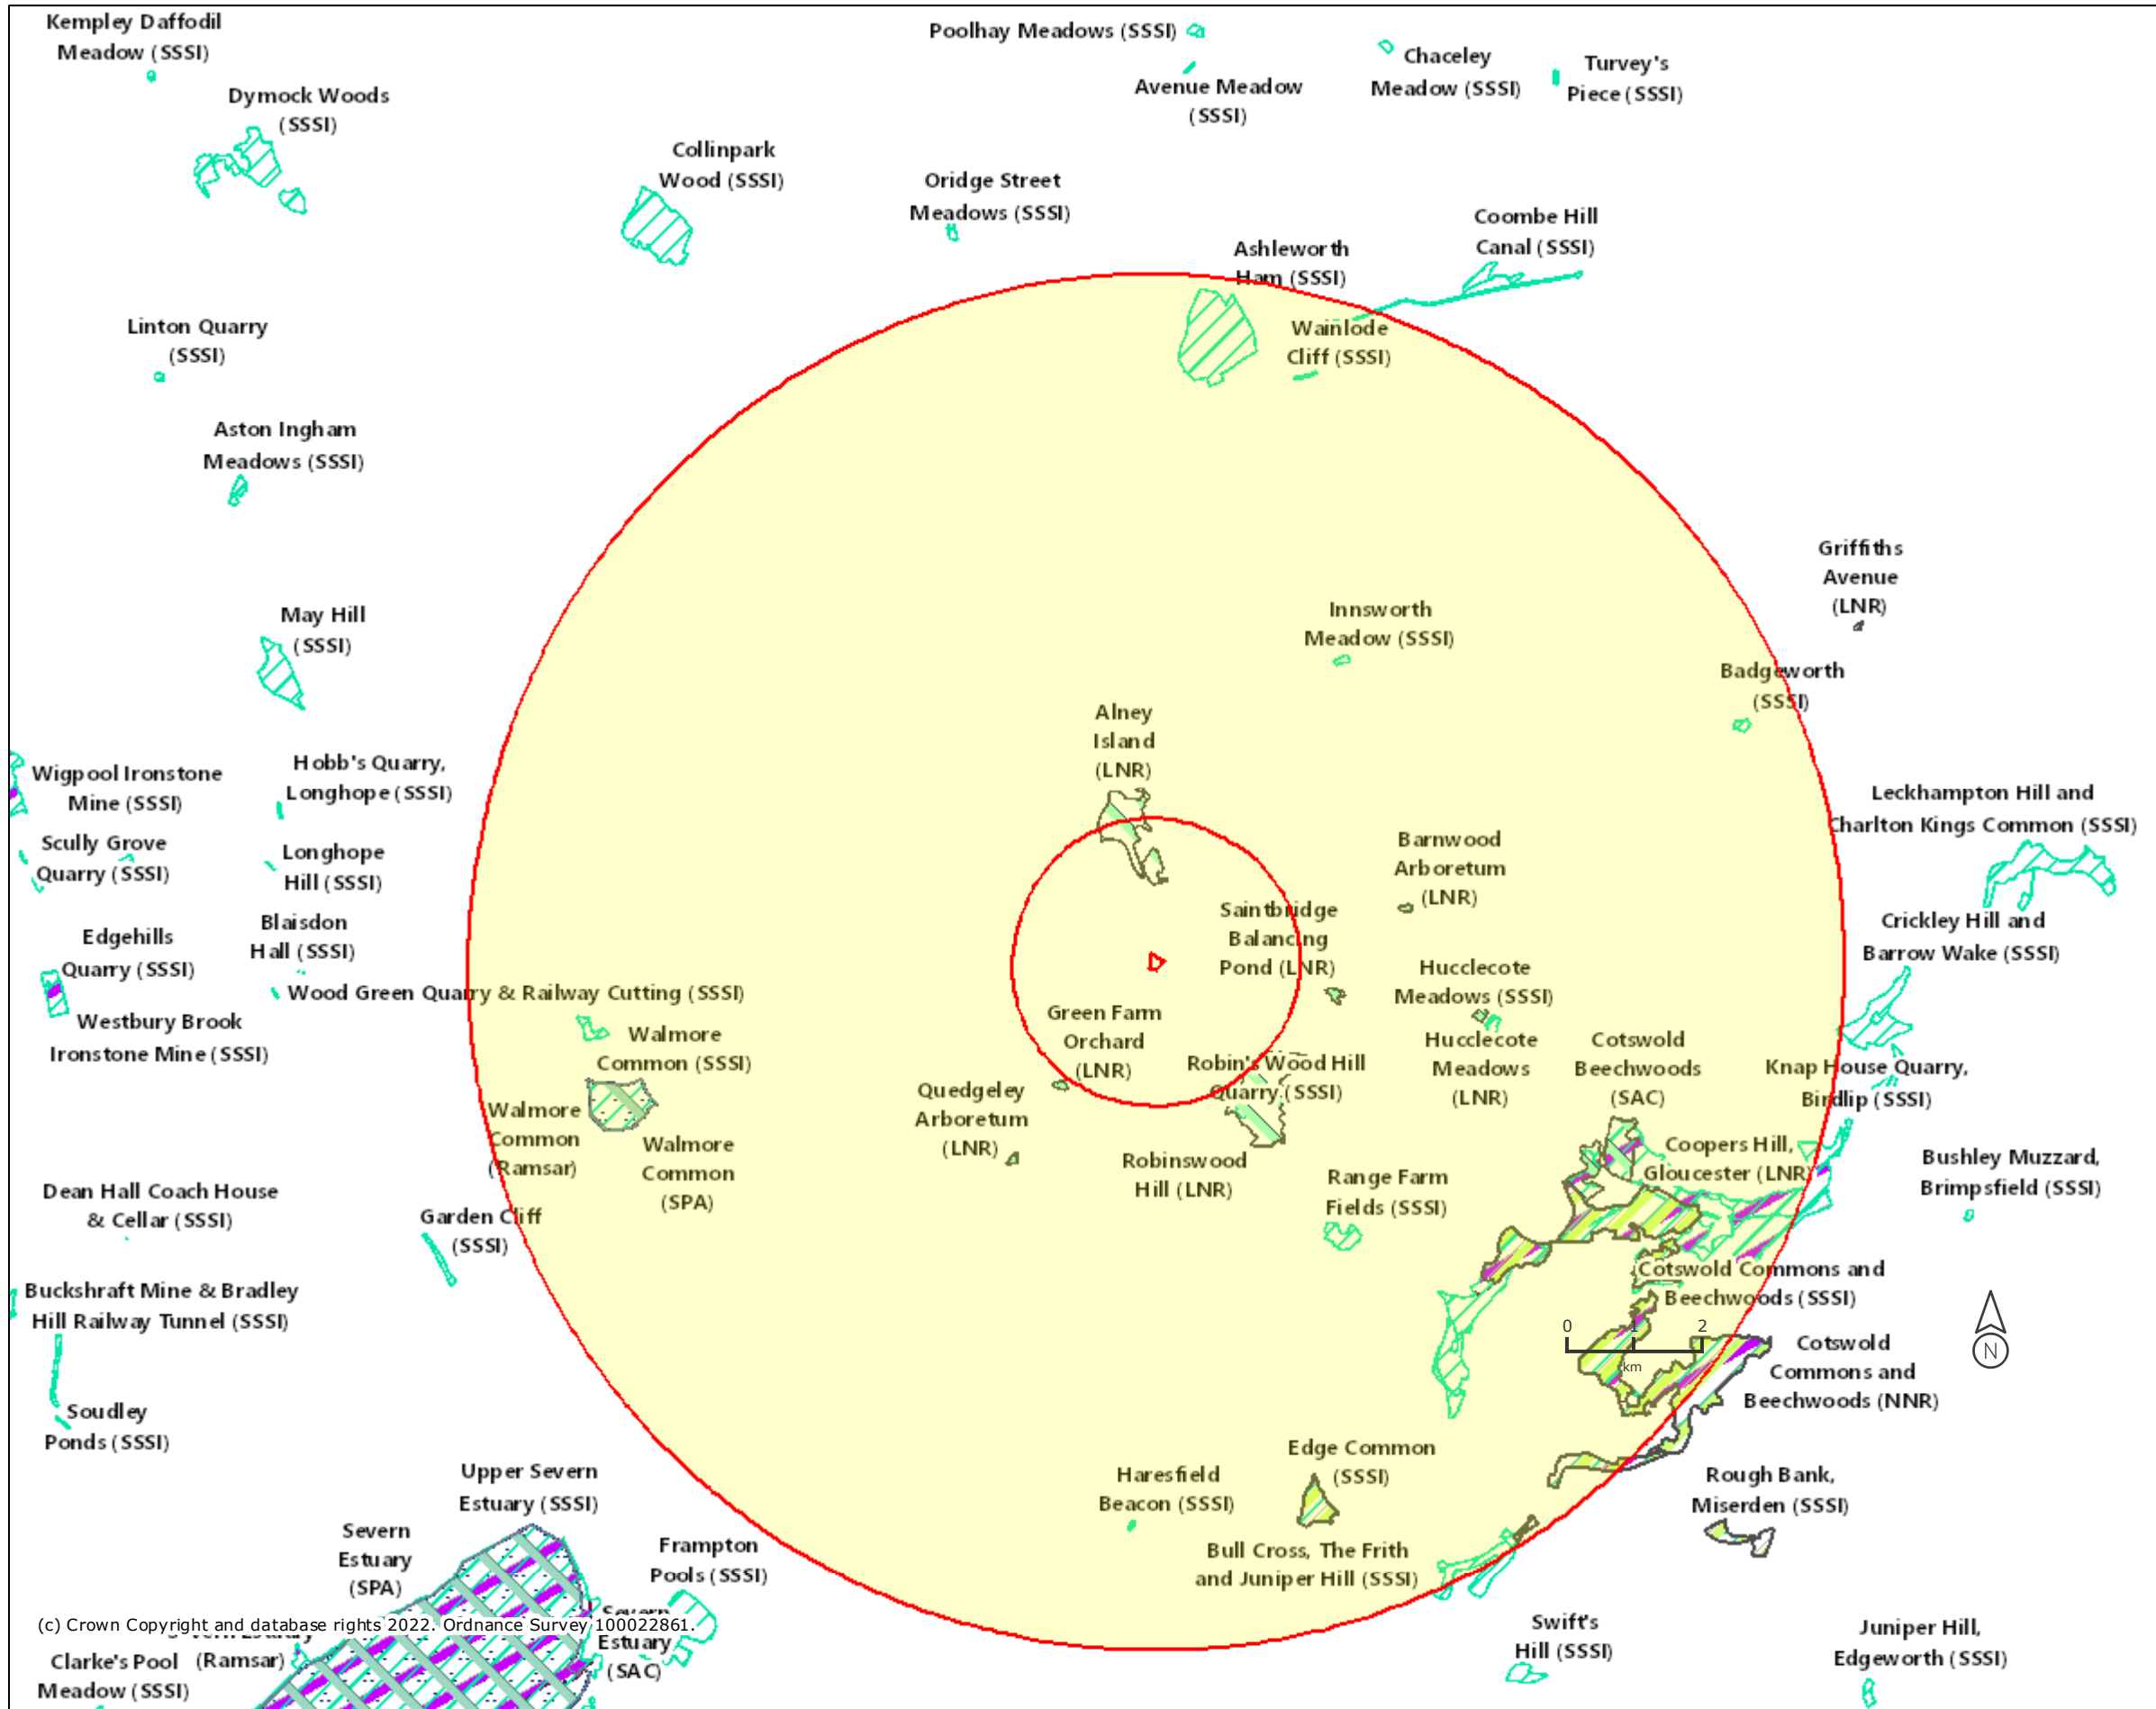 Kempley Daffodil
Meadow (SSSI)
Poolhay Meadows (SSSI)
Chaceley
Meadow (SSSI)
Turvey's
Piece (SSSI)
Avenue Meadow
(SSSI)
Dymock Woods
(SSSI)
Collinpark
Wood (SSSI)
Oridge Street
Meadows (SSSI)
Ashleworth
Ham (SSSI)
Coombe Hill
Canal (SSSI)
Wainlode
Cliff (SSSI)
Linton Quarry
(SSSI)
Aston Ingham
Meadows (SSSI)
Griffiths
Avenue
(LNR)
May Hill
(SSSI)
Innsworth
Meadow (SSSI)
Badgeworth
(SSSI)
Alney
Island
(LNR)
Wigpool Ironstone
Mine (SSSI)
Hobb's Quarry,
Longhope (SSSI)
Leckhampton Hill and
Charlton Kings Common (SSSI)
Scully Grove
Quarry (SSSI)
Longhope
Hill (SSSI)
Barnwood
Arboretum
(LNR)
Saintbridge
Balancing
Pond (LNR)
Edgehills
Quarry (SSSI)
Blaisdon
Hall (SSSI)
Crickley Hill and
Barrow Wake (SSSI)
Hucclecote
Meadows (SSSI)
Wood Green Quarry & Railway Cutting (SSSI)
Westbury Brook
Ironstone Mine (SSSI)
Walmore
Common (SSSI)
Green Farm
Orchard
(LNR)
Hucclecote
Meadows
(LNR)
Cotswold
Beechwoods
(SAC)
Robin's Wood Hill
Quarry (SSSI)
Knap House Quarry,
Birdlip (SSSI)
Quedgeley
Arboretum
(LNR)
Walmore
Common
(Ramsar)
Walmore
Common
(SPA)
Robinswood
Hill (LNR)
Range Farm
Fields (SSSI)
Coopers Hill,
Gloucester (LNR)
Bushley Muzzard,
Brimpsfield (SSSI)
Dean Hall Coach House
& Cellar (SSSI)
Garden Cliff
(SSSI)
Cotswold Commons and
Beechwoods (SSSI)
Buckshraft Mine & Bradley
Hill Railway Tunnel (SSSI)
0 1 2
km
N
Cotswold
Commons and
Beechwoods (NNR)
Soudley
Ponds (SSSI)
Edge Common
(SSSI)
Haresfield
Beacon (SSSI)
Rough Bank,
Miserden (SSSI)
Upper Severn
Estuary (SSSI)
Severn
Estuary
(SPA)
Frampton
Pools (SSSI)
Bull Cross, The Frith
and Juniper Hill (SSSI)
Severn
Estuary
(SAC)
(c) Crown Copyright and database rights 2022. Ordnance Survey 100022861.
Severn Estuary
(Ramsar)
Clarke's Pool
Meadow (SSSI)
Swift's
Hill (SSSI)
Juniper Hill,
Edgeworth (SSSI)